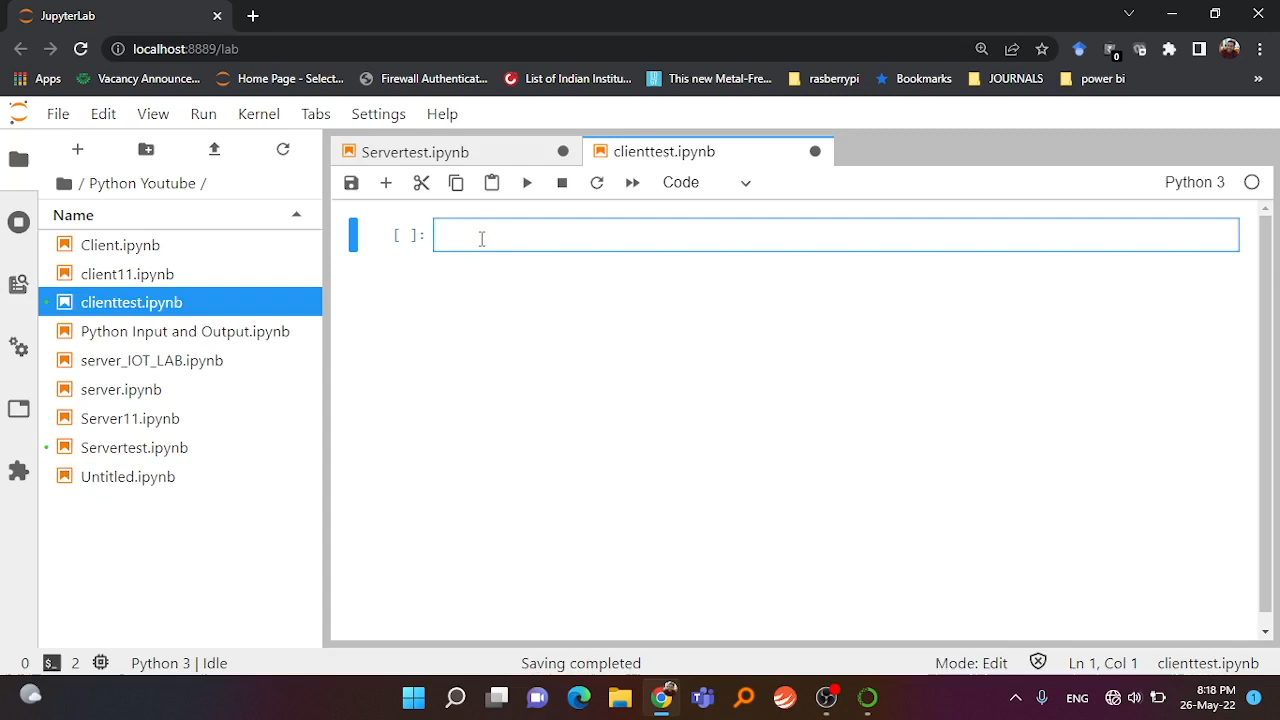 JupyterLab
localhost:8889/lab
0
Apps Vacancy Announce... Home Page - Select... Firewall Authenticat... List of Indian Institu... This new Metal-Fre... rasberypi Bookmarks JOURNALS power bi »
File Edit View Run Kernel Tabs Settings Help
Servertest.ipynb clienttest.ipynb
/ Python Youtube /
Code Python 3
Name
[ ]:
Client.ipynb
client11.ipynb
clienttest.ipynb
Python Input and Output.ipynb
server_IOT_LAB.ipynb
server.ipynb
Server11.ipynb
Servertest.ipynb
Untitled.ipynb
0 $_ 2 Python 3 | Idle Saving completed Mode: Edit Ln 1, Col 1 clienttest.ipynb
ENG 8:18 PM
26-May-22 1